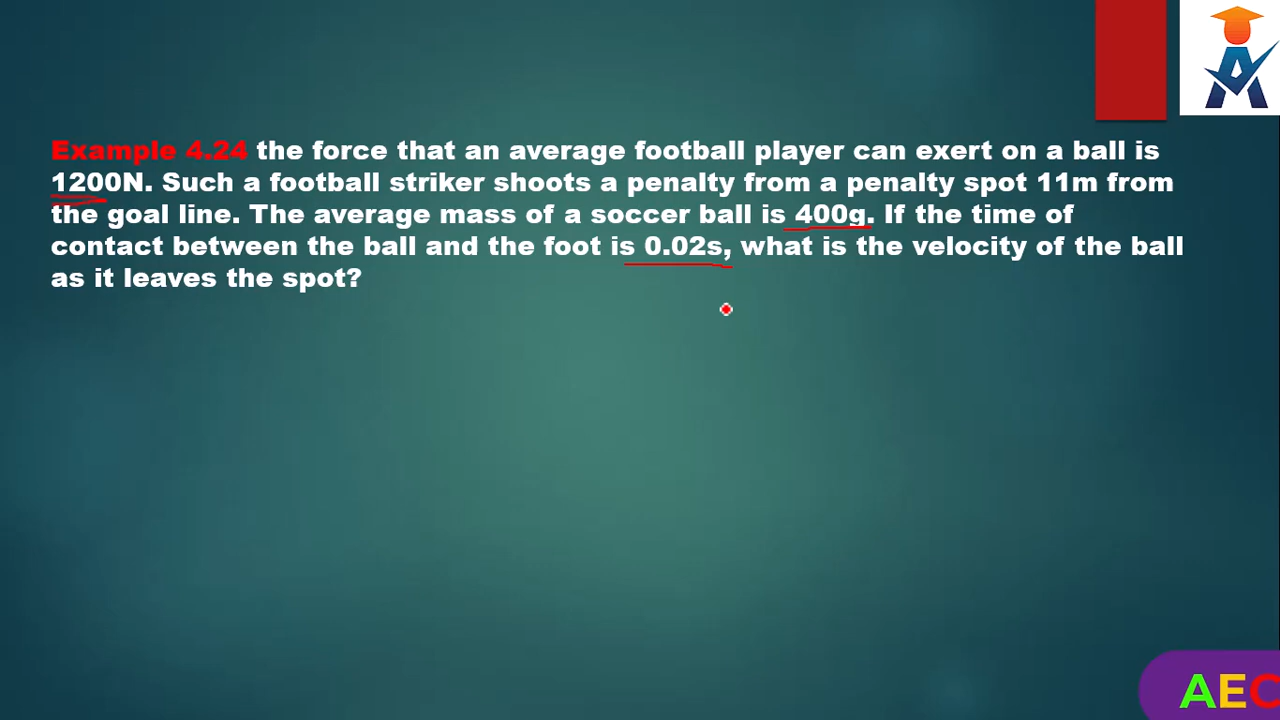 Example 4.24 the force that an average football player can exert on a ball is
1200N. Such a football striker shoots a penalty from a penalty spot 11m from
the goal line. The average mass of a soccer ball is 400g. If the time of
contact between the ball and the foot is 0.02s, what is the velocity of the ball
as it leaves the spot?
AEC